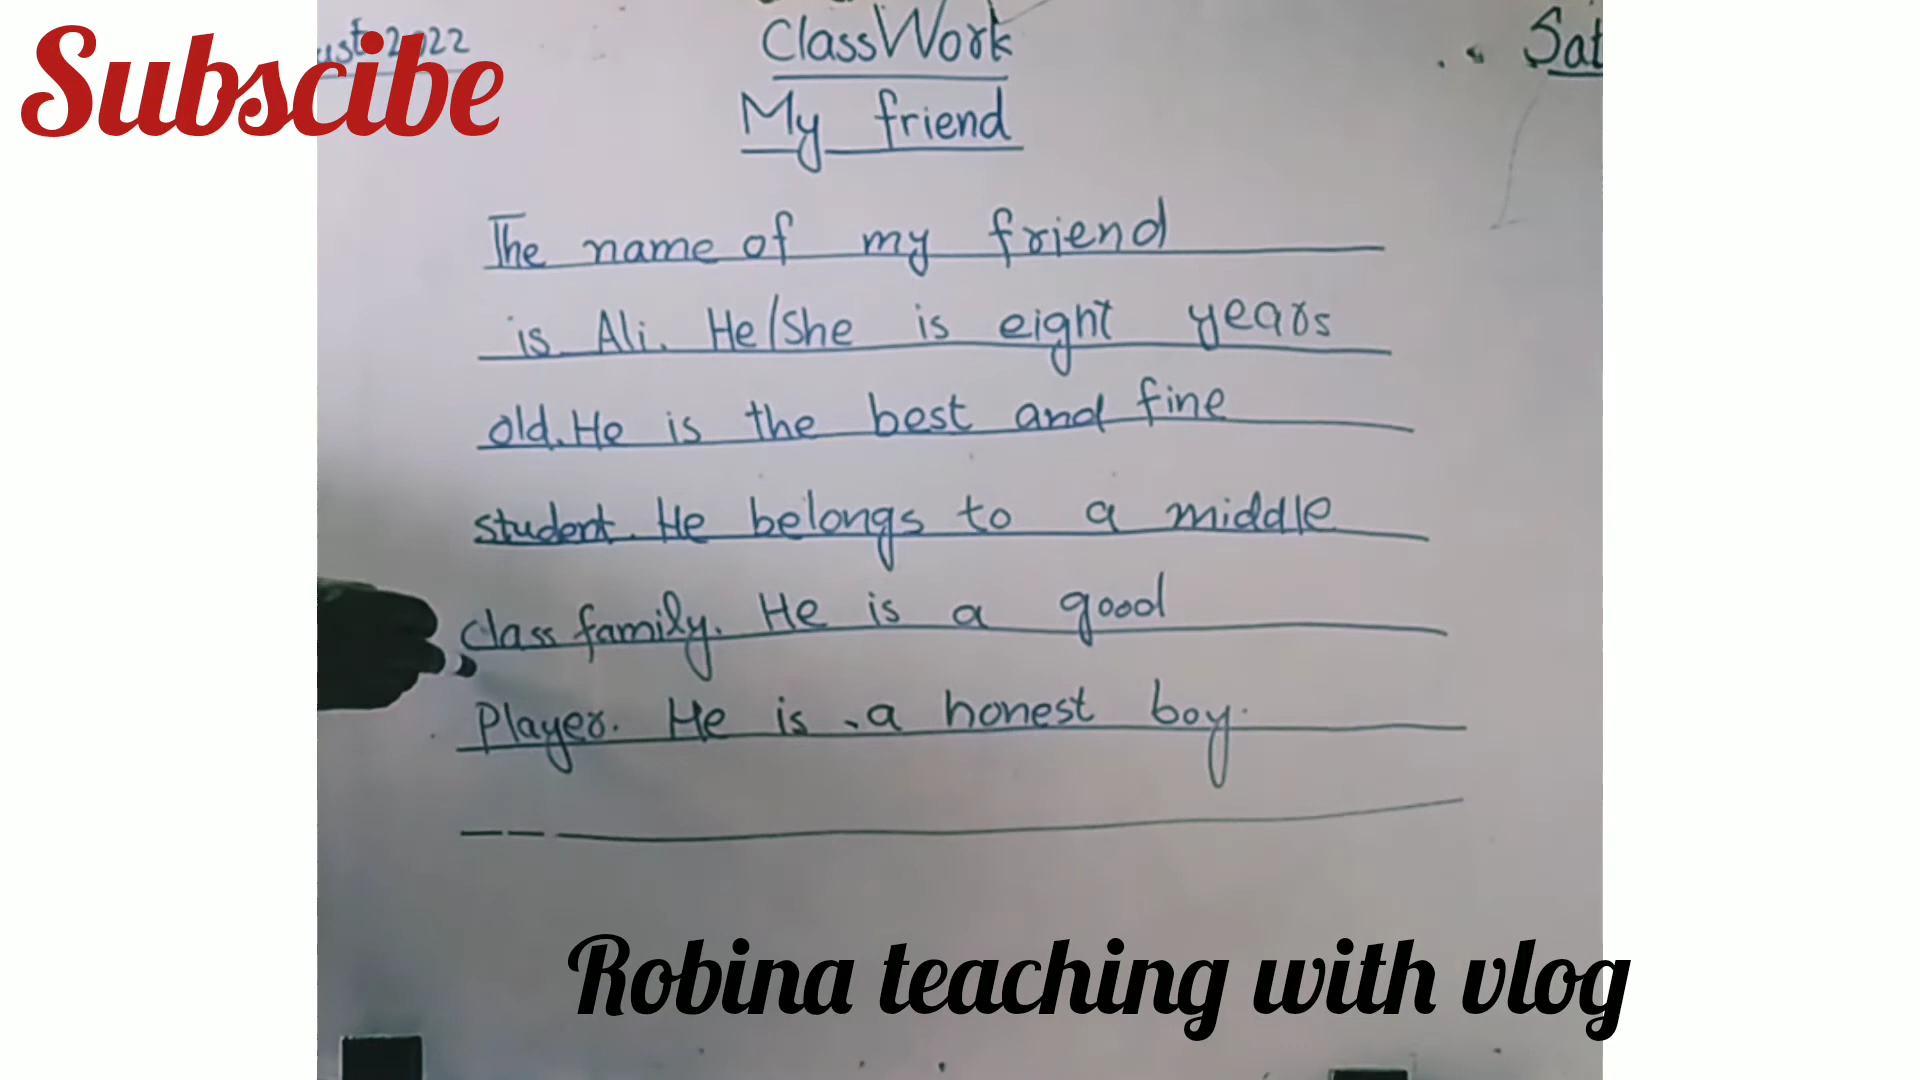 Subscibe
ust 2022
ClassWork
Sat
My friend
The name of my friend
is Ali. He/She is eight years
old. He is the best and fine
student. He belongs to a middle
class family. He is a good
Player. He is a honest boy.
Robina teaching with vlog